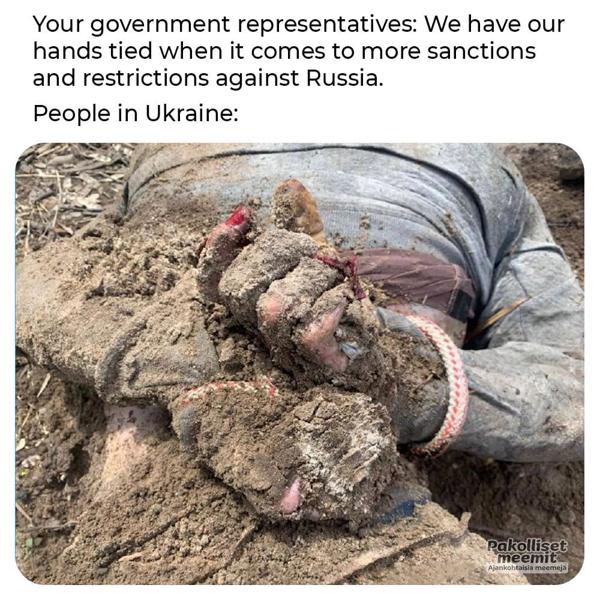 Your government representatives: We have our
hands tied when it comes to more sanctions
and restrictions against Russia.
People in Ukraine:
Pakolliset
meemit
Ajankohtaisia meemejä